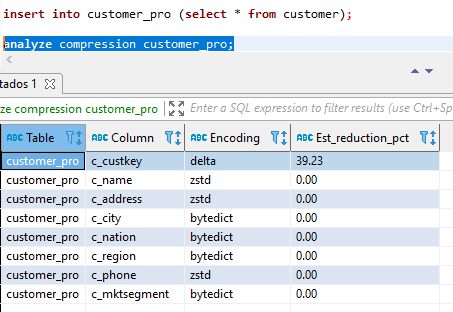 insert into customer_pro (select * from customer);
analyze compression customer_pro;
tados 1
ze compression customer_pro Enter a SQL expression to filter results (use Ctrl+Sp
ABC Table ABC Column ABC Encoding ABC Est_reduction_pct
customer_pro c_custkey delta 39.23
customer_pro c_name zstd 0.00
customer_pro c_address zstd 0.00
customer_pro c_city bytedict 0.00
customer_pro c_nation bytedict 0.00
customer_pro c_region bytedict 0.00
customer_pro c_phone zstd 0.00
customer_pro c_mktsegment bytedict 0.00